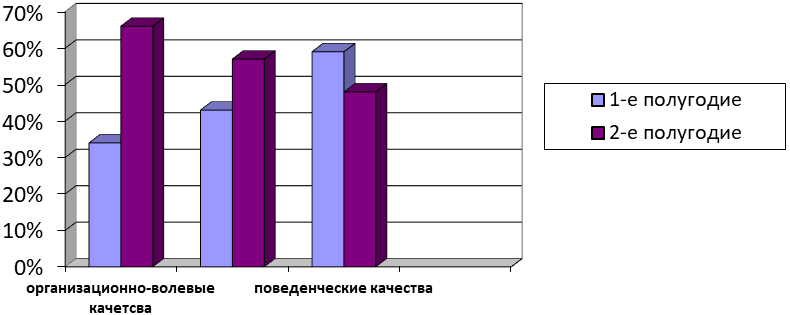 70%
60%
50%
40%
30%
20%
10%
0%
организационно-волевые
качетсва
поведенческие качества
1-е полугодие
2-е полугодие